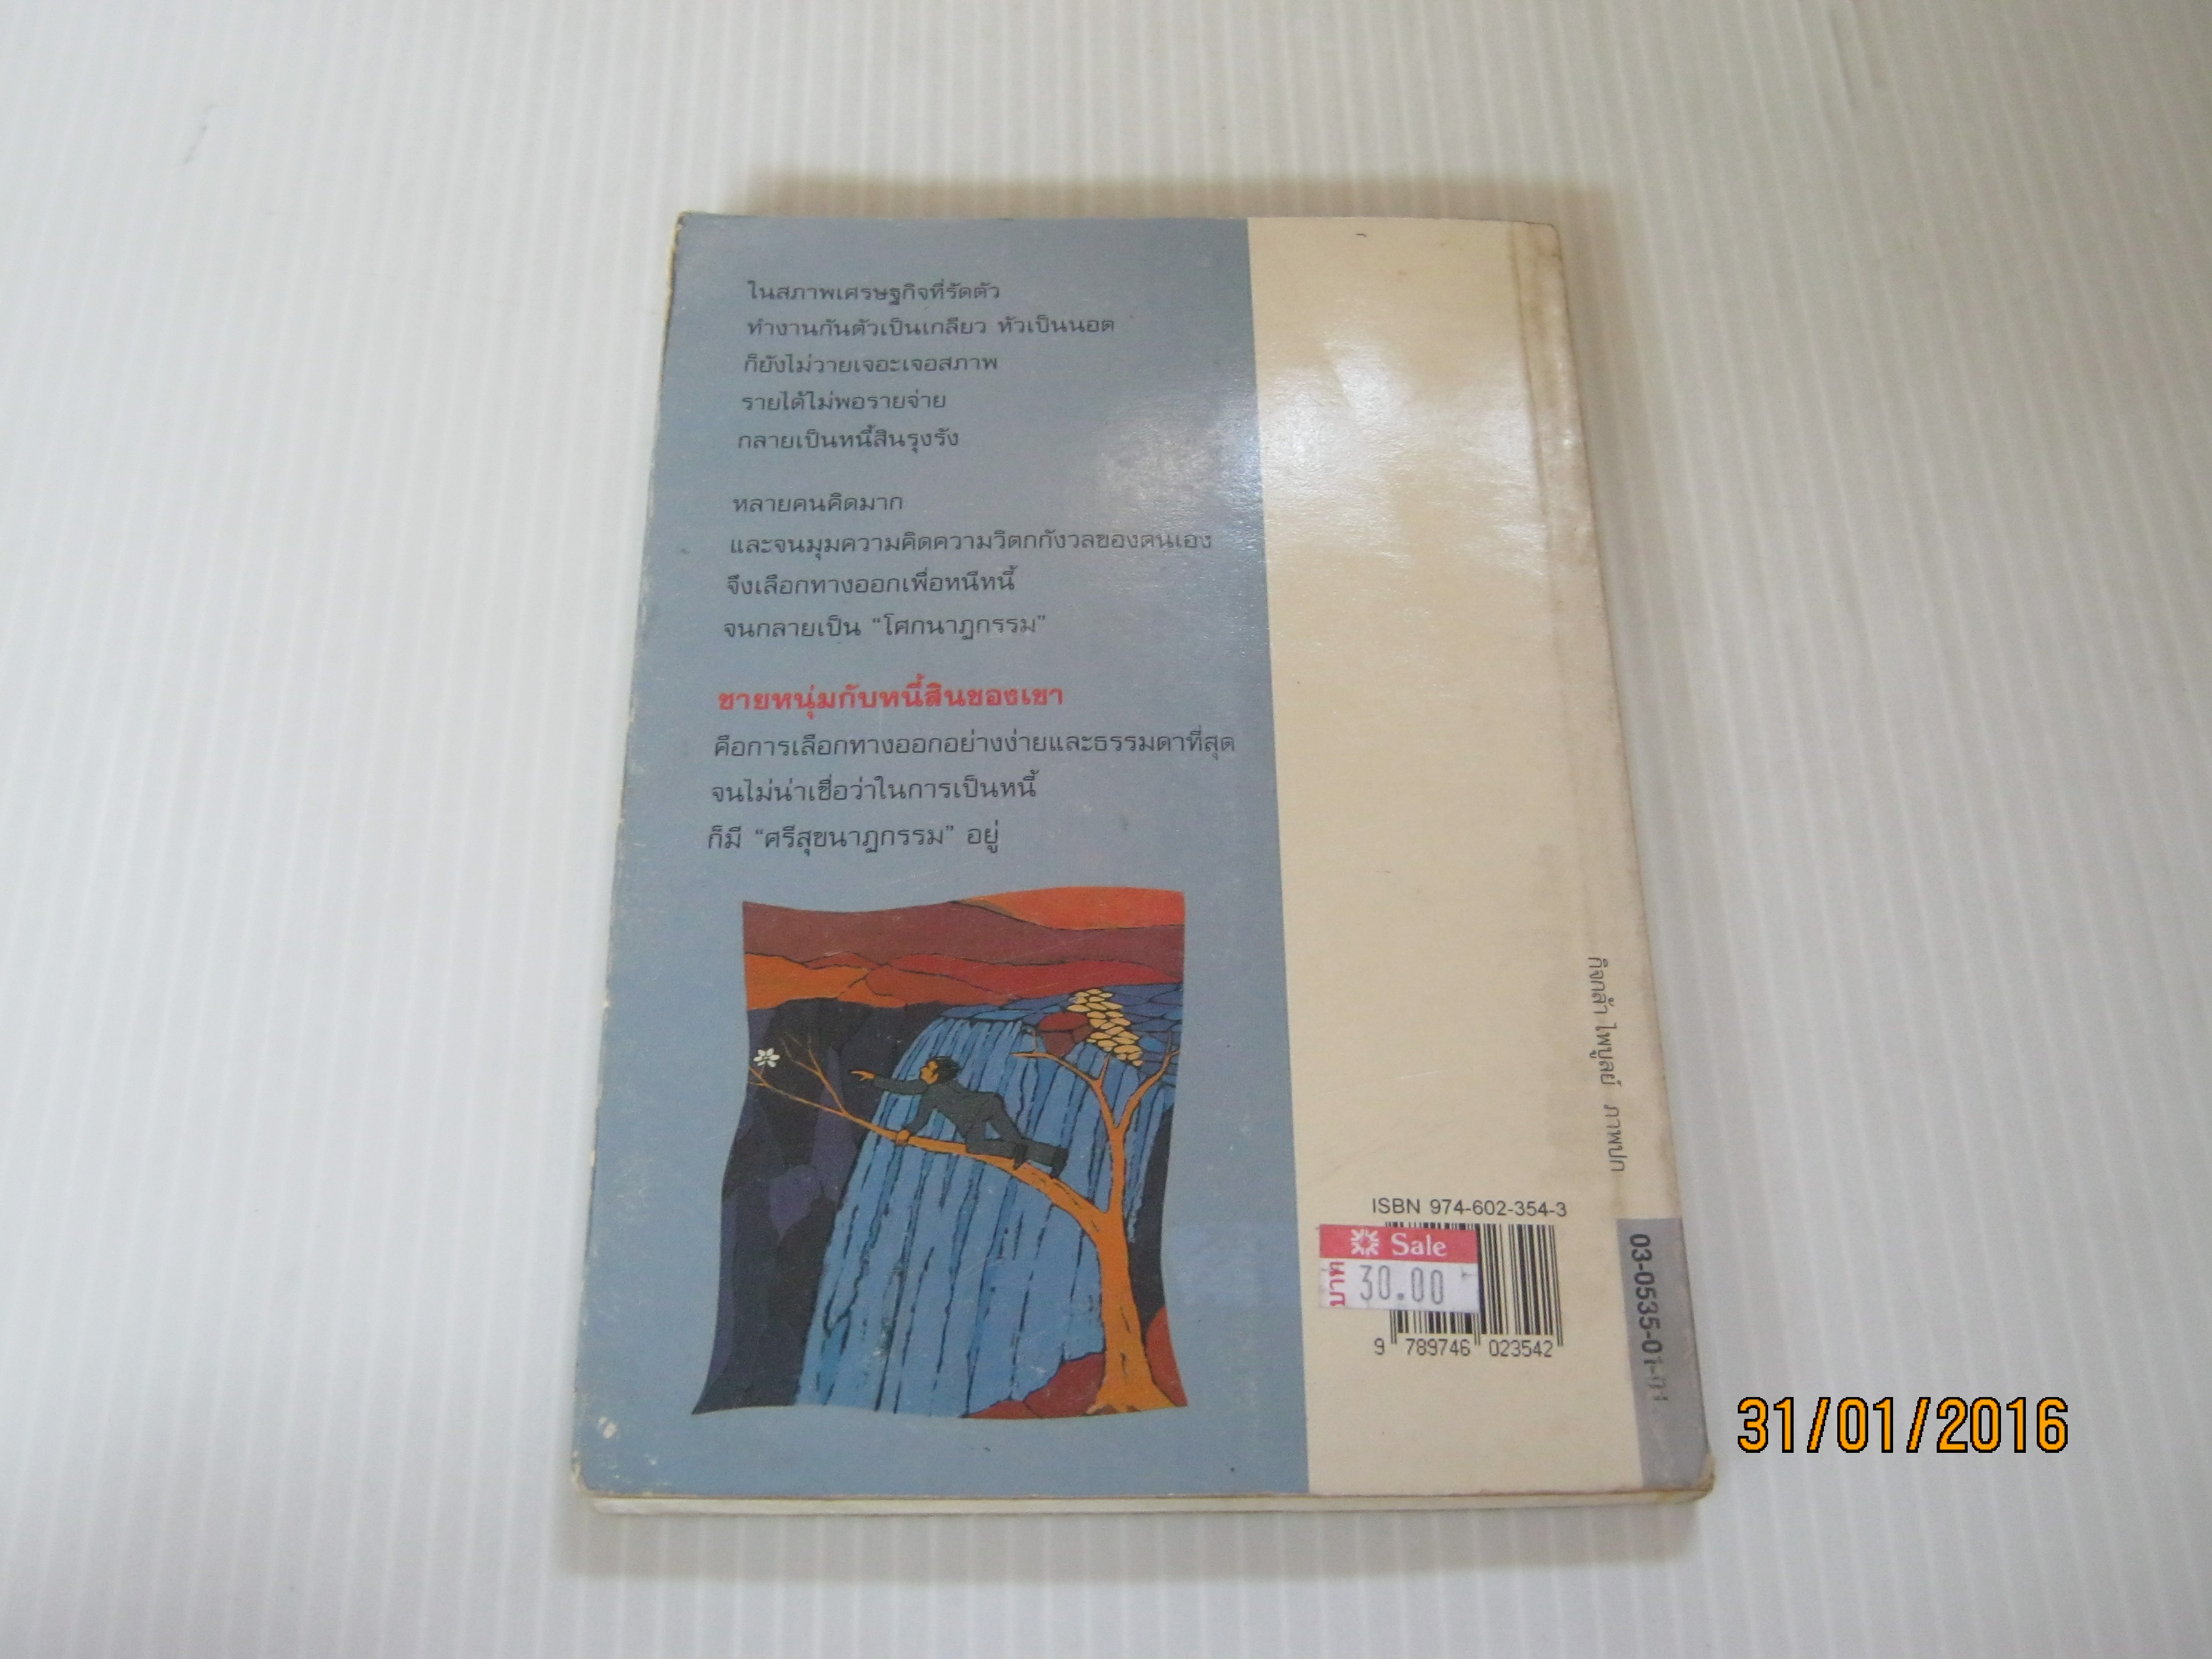 ในสภาพเศรษฐกิจที่รัดตัว
ทำงานกันตัวเป็นเกลียว หัวเป็นนอต
ก็ยังไม่วายเจอะเจอสภาพ
รายได้ไม่พอรายจ่าย
กลายเป็นหนี้สินรุงรัง
หลายคนคิดมาก
และจนมุมความคิดความวิตกกังวลของตนเอง
จึงเลือกทางออกเพื่อหนีหนี้
จนกลายเป็น “โศกนาฏกรรม”
ชายหนุ่มกับหนี้สินของเขา
คือการเลือกทางออกอย่างง่ายและธรรมดาที่สุด
จนไม่น่าเชื่อว่าในการเป็นหนี้
ก็มี “ศรีสุขนาฏกรรม” อยู่
กิจกล้า ไพบูลย์ ภาพปก
ISBN 974-602-354-3
Sale
บาท 30.00
9 789746 023542
03-0535-01-01
31/01/2016